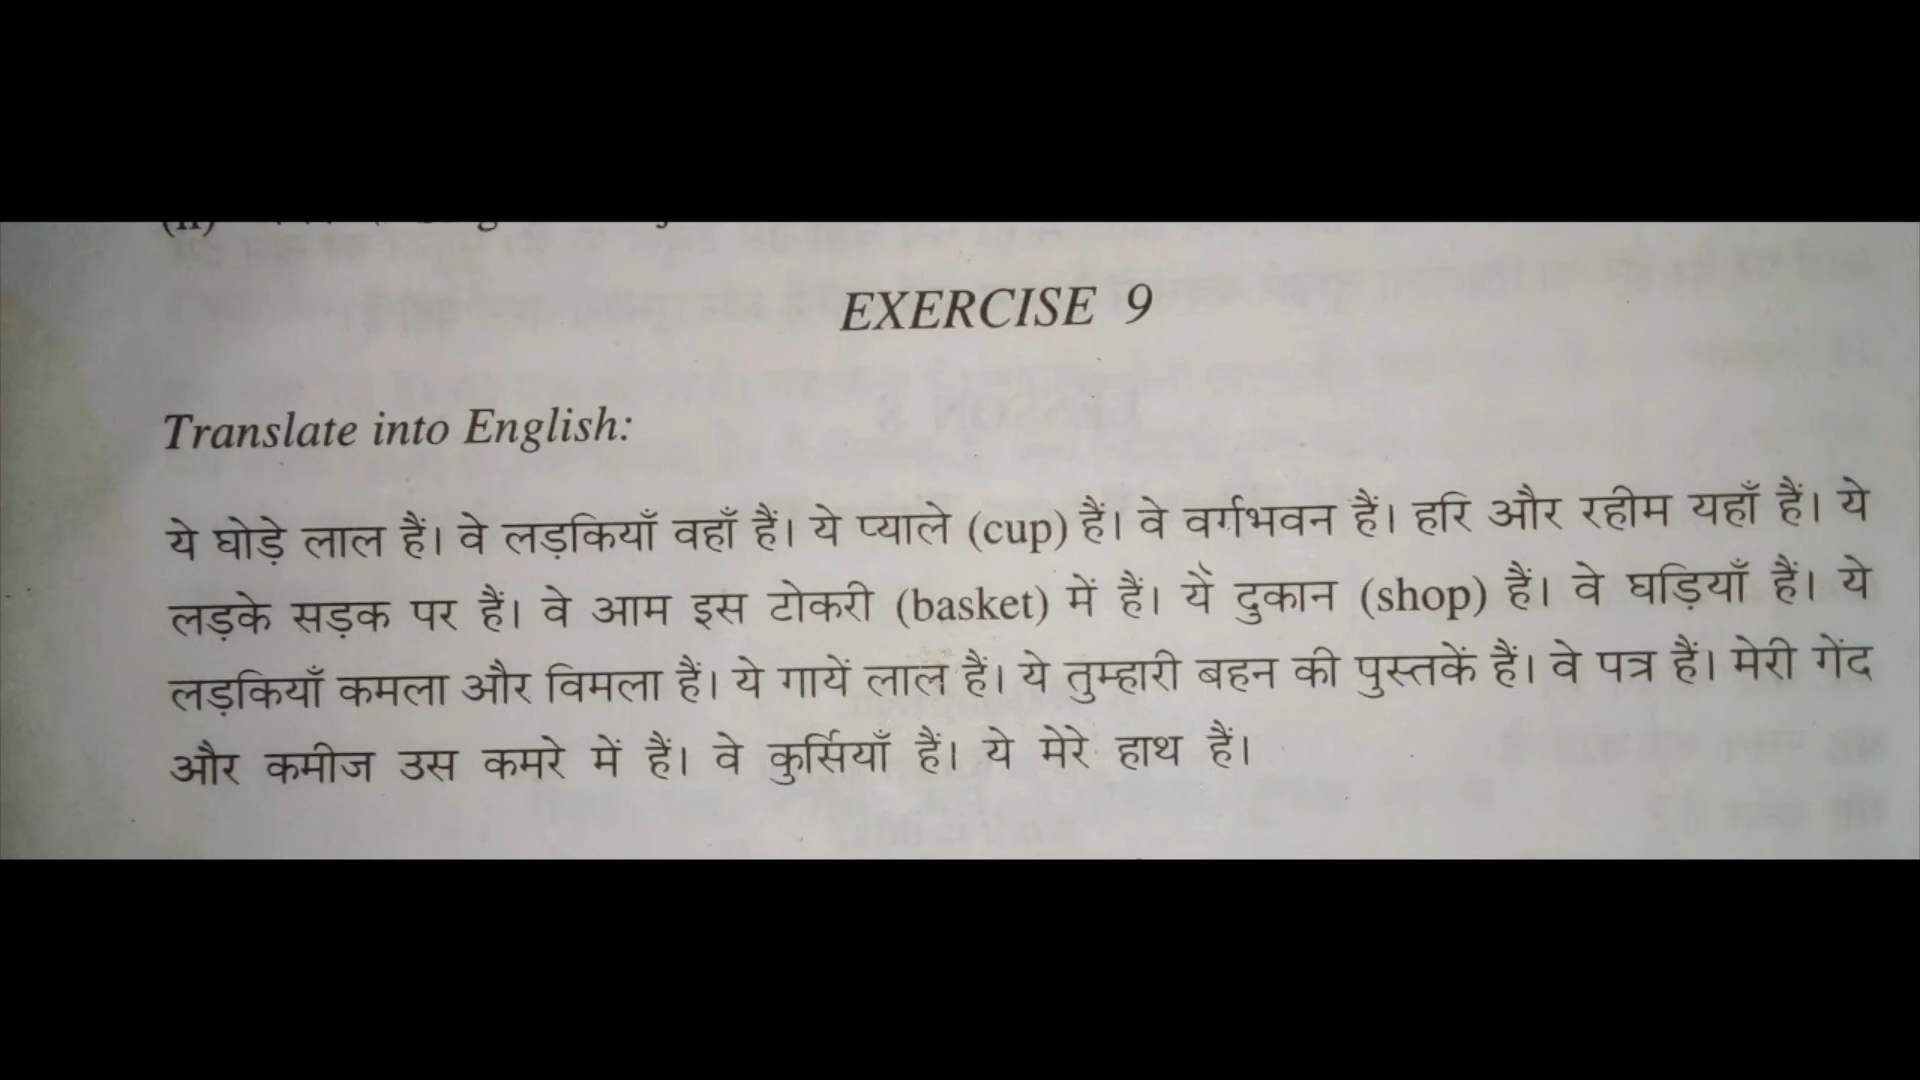 (ii)
EXERCISE 9
Translate into English:
ये घोड़े लाल हैं। वे लड़कियाँ वहाँ हैं। ये प्याले (cup) हैं। वे वर्गभवन हैं। हरि और रहीम यहाँ हैं। ये
लड़के सड़क पर हैं। वे आम इस टोकरी (basket) में हैं। ये दुकान (shop) हैं। वे घड़ियाँ हैं। ये
लड़कियाँ कमला और विमला हैं। ये गायें लाल हैं। ये तुम्हारी बहन की पुस्तकें हैं। वे पत्र हैं। मेरी गेंद
और कमीज उस कमरे में हैं। वे कुर्सियाँ हैं। ये मेरे हाथ हैं।